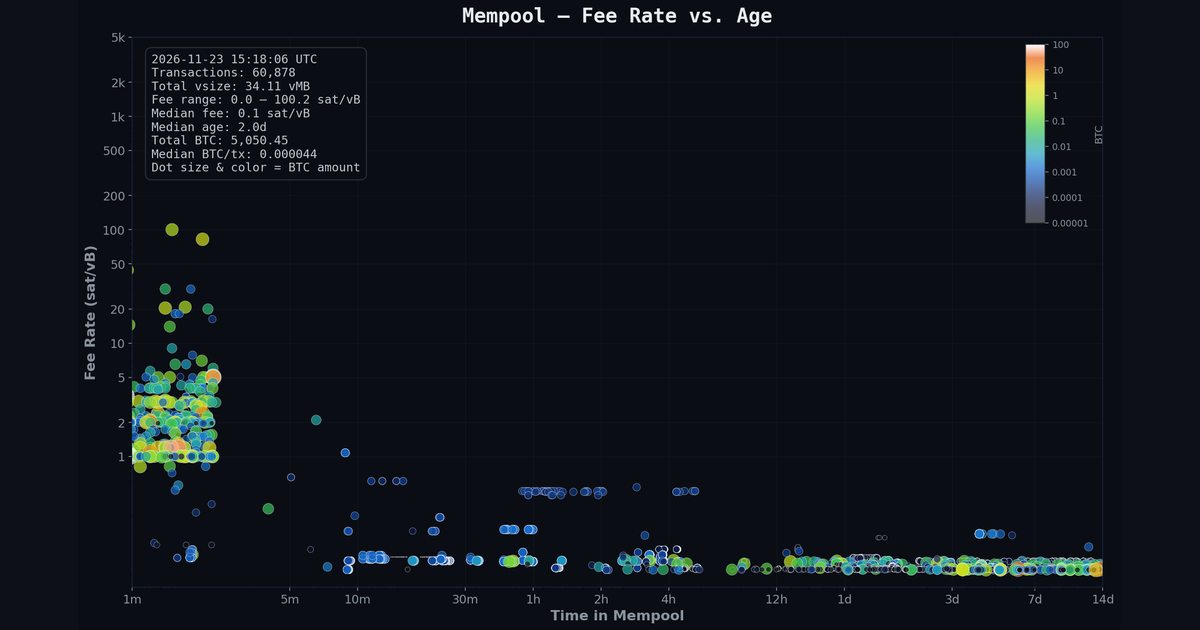 Mempool — Fee Rate vs. Age
2026-11-23 15:18:06 UTC
Transactions: 60,878
Total vsize: 34.11 vMB
Fee range: 0.0 — 100.2 sat/vB
Median fee: 0.1 sat/vB
Median age: 2.0d
Total BTC: 5,050.45
Median BTC/tx: 0.000044
Dot size & color = BTC amount
5k
2k
1k
500
200
100
50
20
10
5
2
1
Fee Rate (sat/vB)
100
10
1
0.1
0.01
0.001
0.0001
0.00001
BTC
1m
5m
10m
30m
1h
2h
4h
12h
1d
3d
7d
14d
Time in Mempool